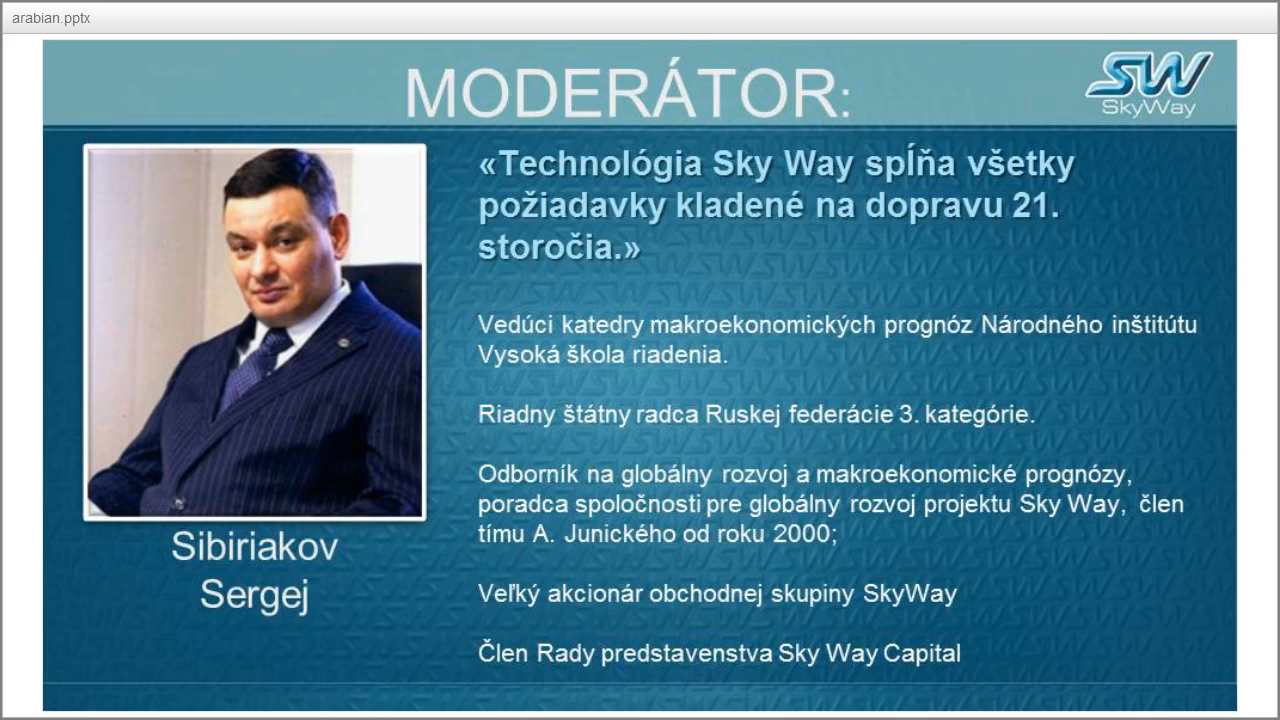 arabian.pptx
MODERÁTOR:
SW
SkyWay
«Technológia Sky Way spĺňa všetky
požiadavky kladené na dopravu 21.
storočia.»
Vedúci katedry makroekonomických prognóz Národného inštitútu
Vysoká škola riadenia.
Riadny štátny radca Ruskej federácie 3. kategórie.
Odborník na globálny rozvoj a makroekonomické prognózy,
poradca spoločnosti pre globálny rozvoj projektu Sky Way, člen
tímu A. Junického od roku 2000;
Veľký akcionár obchodnej skupiny SkyWay
Člen Rady predstavenstva Sky Way Capital
Sibiriakov
Sergej